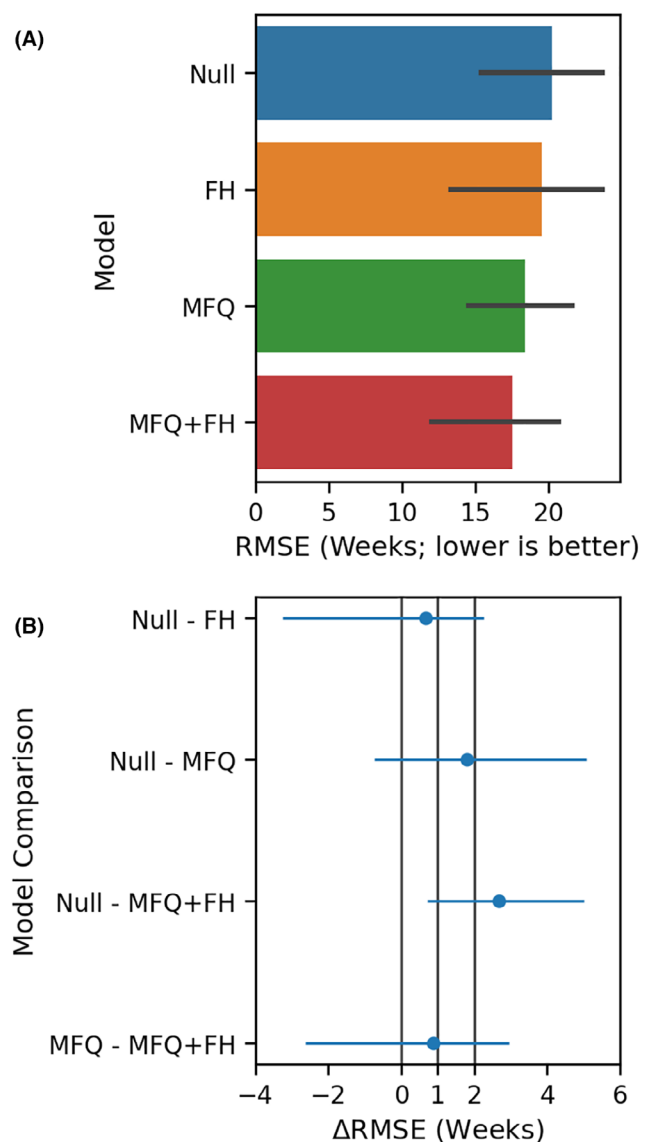 (A)
Null
FH
MFQ
MFQ+FH
Model
0 5 10 15 20
RMSE (Weeks; lower is better)
(B)
Null - FH
Null - MFQ
Null - MFQ+FH
MFQ - MFQ+FH
Model Comparison
−4 −2 0 1 2 4 6
ΔRMSE (Weeks)